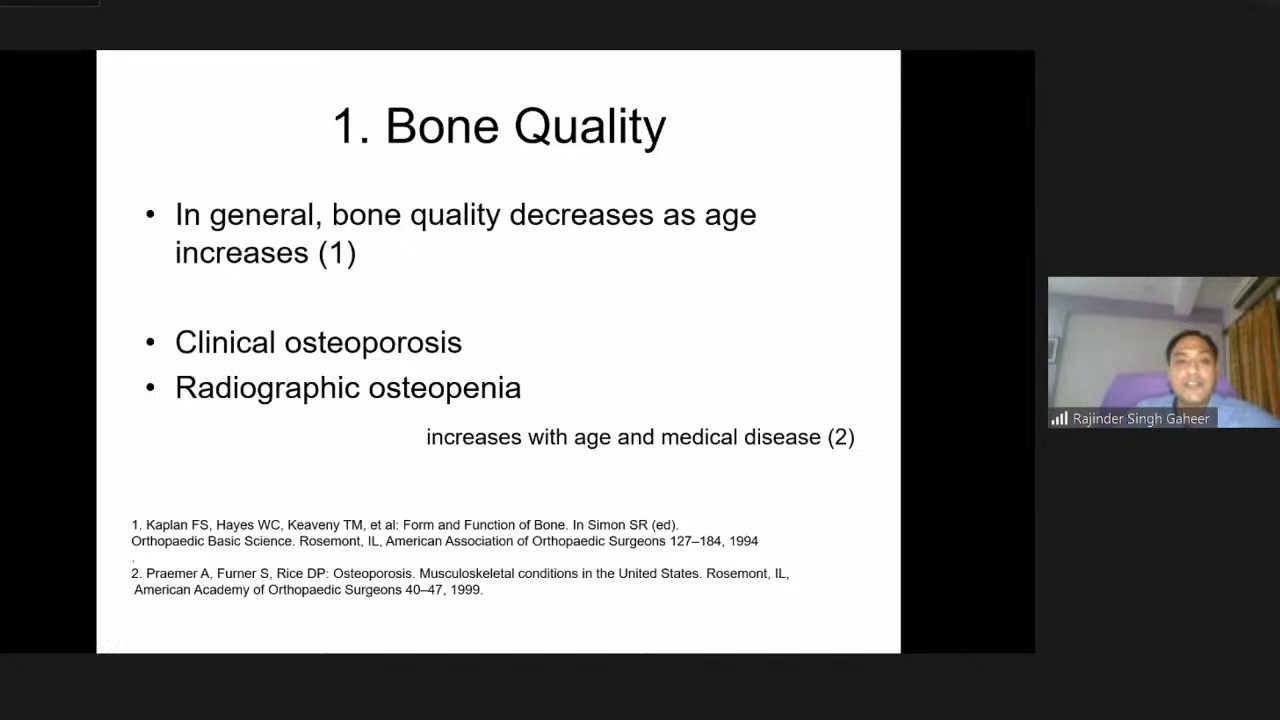 1. Bone Quality
• In general, bone quality decreases as age
increases (1)
• Clinical osteoporosis
• Radiographic osteopenia
increases with age and medical disease (2)
1. Kaplan FS, Hayes WC, Keaveny TM, et al: Form and Function of Bone. In Simon SR (ed).
Orthopaedic Basic Science. Rosemont, IL, American Association of Orthopaedic Surgeons 127–184, 1994
.
2. Praemer A, Furner S, Rice DP: Osteoporosis. Musculoskeletal conditions in the United States. Rosemont, IL,
American Academy of Orthopaedic Surgeons 40–47, 1999.
Rajinder Singh Gaheer